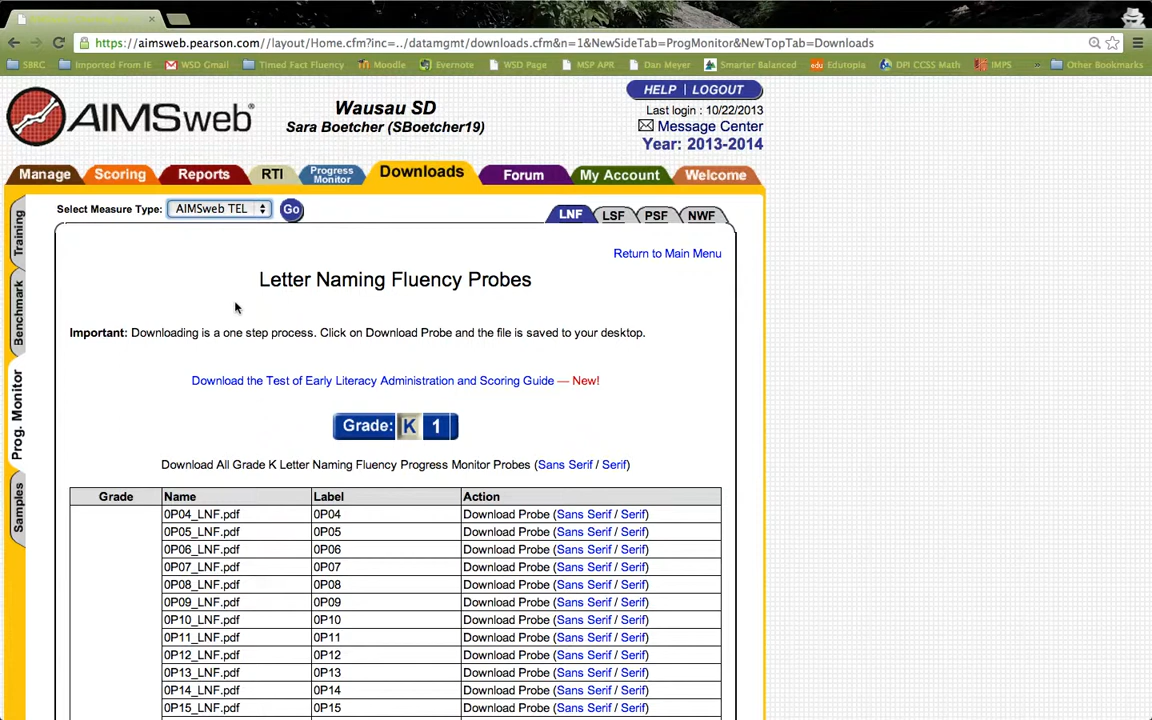 https://aimsweb.pearson.com//layout/Home.cfm?inc=../datamgmt/downloads.cfm&n=1&NewSideTab=ProgMonitor&NewTopTab=Downloads
SBRC Imported From IE WSD Gmail Timed Fact Fluency Moodle Evernote WSD Page MSP APR Dan Meyer Smarter Balanced Edutopia DPI CCSS Math IMPS » Other Bookmarks
AIMSweb®
Wausau SD
Sara Boetcher (SBoetcher19)
HELP | LOGOUT
Last login : 10/22/2013
Message Center
Year: 2013-2014
Manage Scoring Reports RTI Progress Monitor Downloads Forum My Account Welcome
Select Measure Type: AIMSweb TEL Go
LNF LSF PSF NWF
Training
Benchmark
Prog. Monitor
Samples
Return to Main Menu
Letter Naming Fluency Probes
Important: Downloading is a one step process. Click on Download Probe and the file is saved to your desktop.
Download the Test of Early Literacy Administration and Scoring Guide — New!
Grade: K 1
Download All Grade K Letter Naming Fluency Progress Monitor Probes (Sans Serif / Serif)
Grade Name Label Action
0P04_LNF.pdf 0P04 Download Probe (Sans Serif / Serif)
0P05_LNF.pdf 0P05 Download Probe (Sans Serif / Serif)
0P06_LNF.pdf 0P06 Download Probe (Sans Serif / Serif)
0P07_LNF.pdf 0P07 Download Probe (Sans Serif / Serif)
0P08_LNF.pdf 0P08 Download Probe (Sans Serif / Serif)
0P09_LNF.pdf 0P09 Download Probe (Sans Serif / Serif)
0P10_LNF.pdf 0P10 Download Probe (Sans Serif / Serif)
0P11_LNF.pdf 0P11 Download Probe (Sans Serif / Serif)
0P12_LNF.pdf 0P12 Download Probe (Sans Serif / Serif)
0P13_LNF.pdf 0P13 Download Probe (Sans Serif / Serif)
0P14_LNF.pdf 0P14 Download Probe (Sans Serif / Serif)
0P15_LNF.pdf 0P15 Download Probe (Sans Serif / Serif)